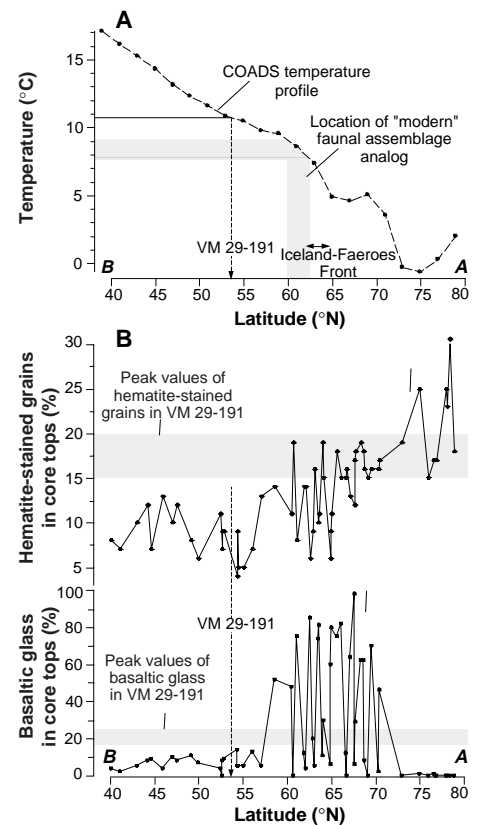 A
Temperature (°C)
15
10
5
0
COADS temperature
profile
Location of "modern"
faunal assemblage
analog
VM 29-191
Iceland-Faeroes
Front
B
A
40 45 50 55 60 65 70 75 80
Latitude (°N)
B
Hematite-stained grains
in core tops (%)
30
25
20
15
10
5
Peak values of
hematite-stained
grains in VM 29-191
VM 29-191
Basaltic glass
in core tops (%)
100
80
60
40
20
0
Peak values of
basaltic glass
in VM 29-191
B
A
40 45 50 55 60 65 70 75 80
Latitude (°N)